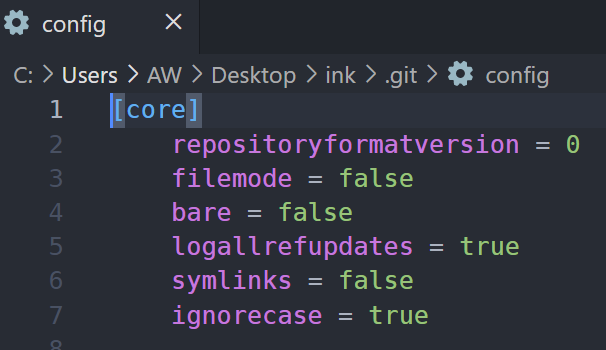 config ×
C: > Users > AW > Desktop > ink > .git > config
1 [core]
2 repositoryformatversion = 0
3 filemode = false
4 bare = false
5 logallrefupdates = true
6 symlinks = false
7 ignorecase = true
8